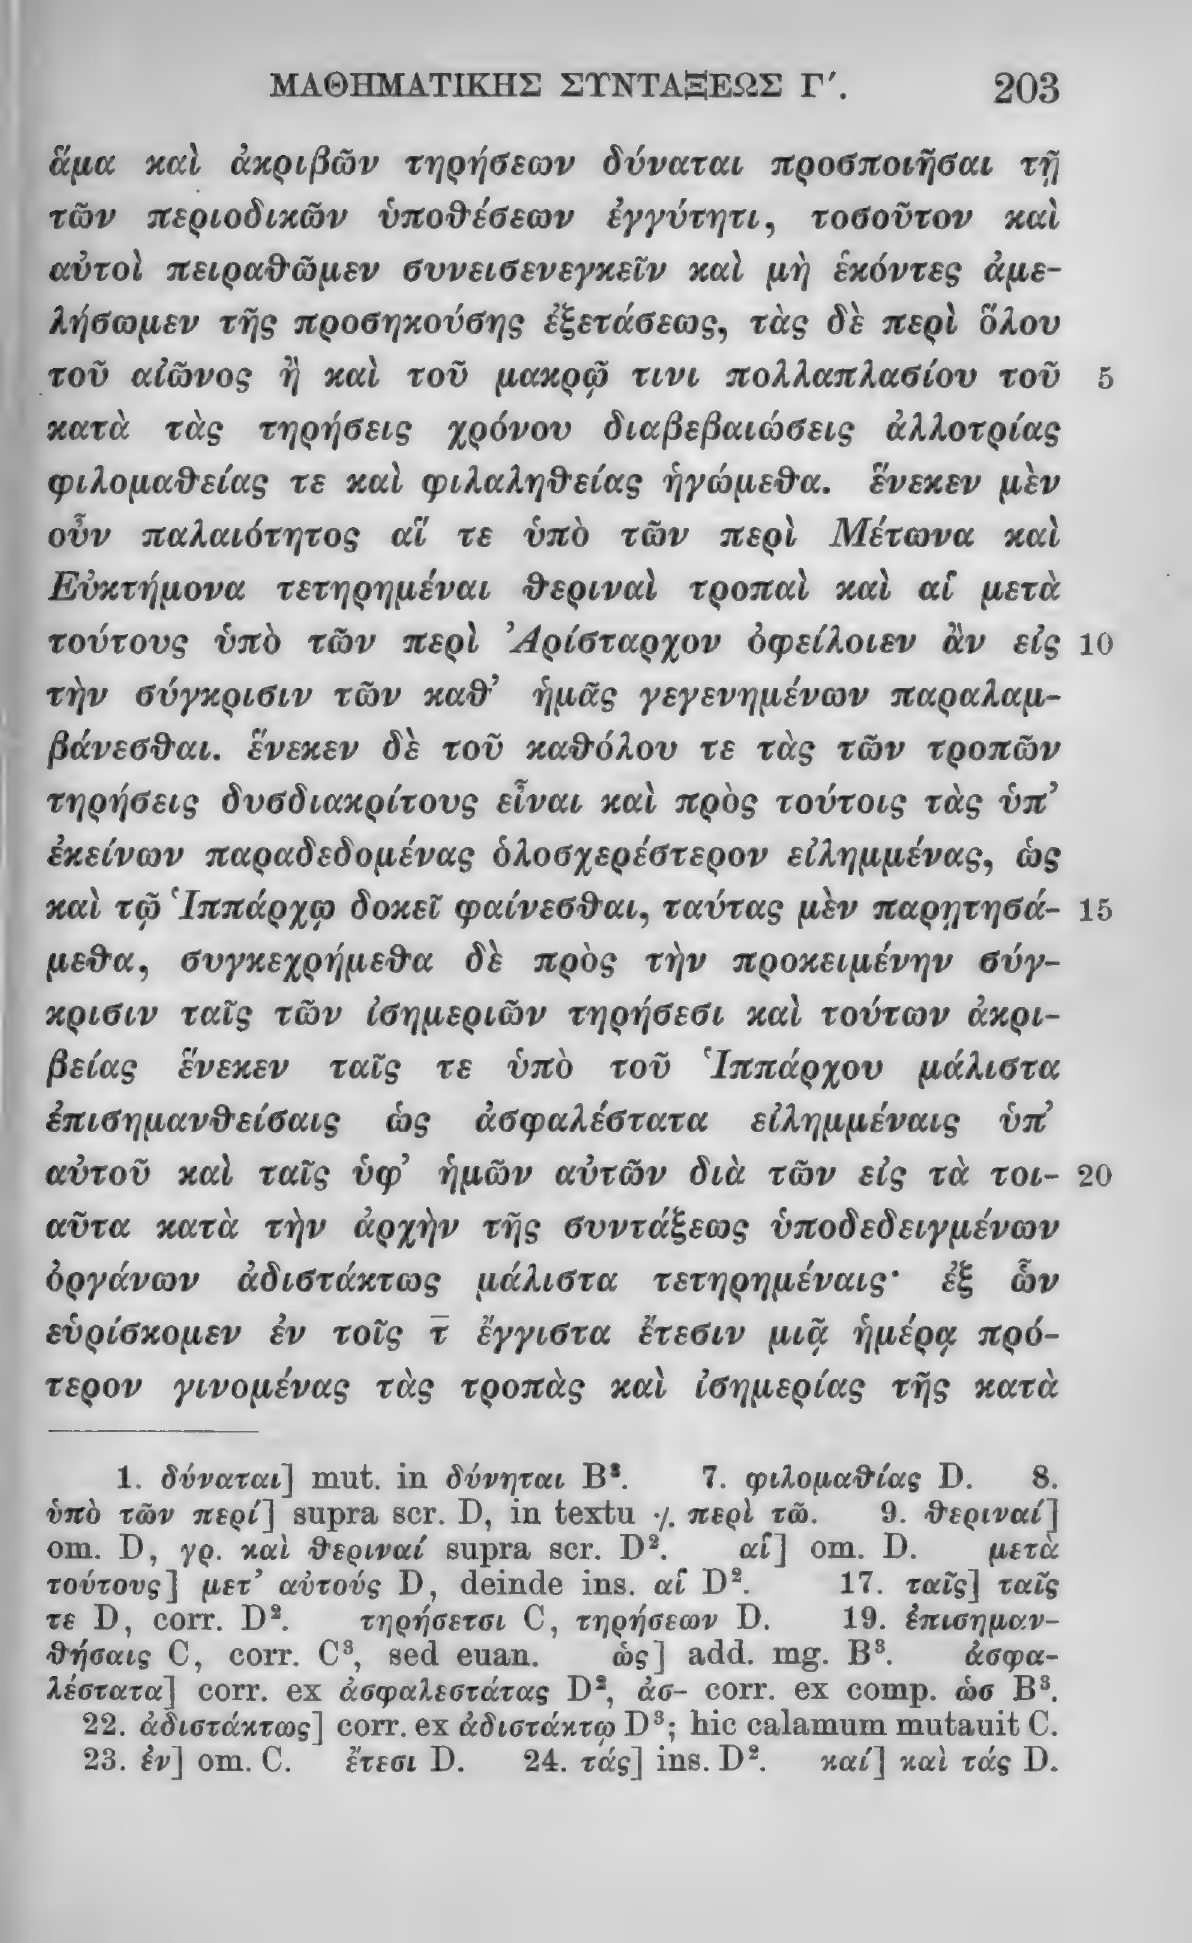 ΜΑΘΗΜΑΤΙΚΗΣ ΣΥΝΤΑΞΕΩΣ Γʹ. 203
ἅμα καὶ ἀκριβῶν τηρήσεων δύναται προσποιῆσαι τῇ
τῶν περιοδικῶν ὑποθέσεων ἐγγύτητι, τοσοῦτον καὶ
αὐτοὶ πειραθῶμεν συνεισενεγκεῖν καὶ μὴ ἑκόντες ἀμε-
λήσωμεν τῆς προσηκούσης ἐξετάσεως, τὰς δὲ περὶ ὅλου
τοῦ αἰῶνος ἢ καὶ τοῦ μακρῷ τινι πολλαπλασίου τοῦ 5
κατὰ τὰς τηρήσεις χρόνου διαβεβαιώσεις ἀλλοτρίας
φιλομαθείας τε καὶ φιλαληθείας ἡγώμεθα. ἕνεκεν μὲν
οὖν παλαιότητος αἵ τε ὑπὸ τῶν περὶ Μέτωνα καὶ
Εὐκτήμονα τετηρημέναι θεριναὶ τροπαὶ καὶ αἱ μετὰ
τούτους ὑπὸ τῶν περὶ Ἀρίσταρχον ὀφείλοιεν ἂν εἰς 10
τὴν σύγκρισιν τῶν καθ’ ἡμᾶς γεγενημένων παραλαμ-
βάνεσθαι. ἕνεκεν δὲ τοῦ καθόλου τε τὰς τῶν τροπῶν
τηρήσεις δυσδιακρίτους εἶναι καὶ πρὸς τούτοις τὰς ὑπ’
ἐκείνων παραδεδομένας ὁλοσχερέστερον εἰλημμένας, ὡς
καὶ τῷ Ἱππάρχῳ δοκεῖ φαίνεσθαι, ταύτας μὲν παρῃτησά- 15
μεθα, συγκεχρήμεθα δὲ πρὸς τὴν προκειμένην σύγ-
κρισιν ταῖς τῶν ἰσημεριῶν τηρήσεσι καὶ τούτων ἀκρι-
βείας ἕνεκεν ταῖς τε ὑπὸ τοῦ Ἱππάρχου μάλιστα
ἐπισημανθείσαις ὡς ἀσφαλέστατα εἰλημμέναις ὑπ’
αὐτοῦ καὶ ταῖς ὑφ’ ἡμῶν αὐτῶν διὰ τῶν εἰς τὰ τοι- 20
αῦτα κατὰ τὴν ἀρχὴν τῆς συντάξεως ὑποδεδειγμένων
ὀργάνων ἀδιστάκτως μάλιστα τετηρημέναις· ἐξ ὧν
εὑρίσκομεν ἐν τοῖς τ̅ ἔγγιστα ἔτεσιν μιᾷ ἡμέρᾳ πρό-
τερον γινομένας τὰς τροπὰς καὶ ἰσημερίας τῆς κατὰ
1. δύναται] mut. in δύνηται B³. 7. φιλομαθίας D. 8.
ὑπὸ τῶν περί] supra scr. D, in textu ·/. περὶ τῶ. 9. θεριναί]
om. D, γρ. καὶ θεριναί supra scr. D². αἱ] om. D. μετὰ
τούτους] μετ’ αὐτούς D, deinde ins. αἱ D². 17. ταῖς] ταῖς
τε D, corr. D². τηρήσετσι C, τηρήσεων D. 19. ἐπισημαν-
θήσαις C, corr. C³, sed euan. ὡς] add. mg. B³. ἀσφα-
λέστατα] corr. ex ἀσφαλεστάτας D², ἀσ- corr. ex comp. ὡσ B³.
22. ἀδιστάκτως] corr. ex ἀδιστάκτῳ D³; hic calamum mutauit C.
23. ἐν] om. C. ἔτεσι D. 24. τάς] ins. D². καί] καὶ τάς D.